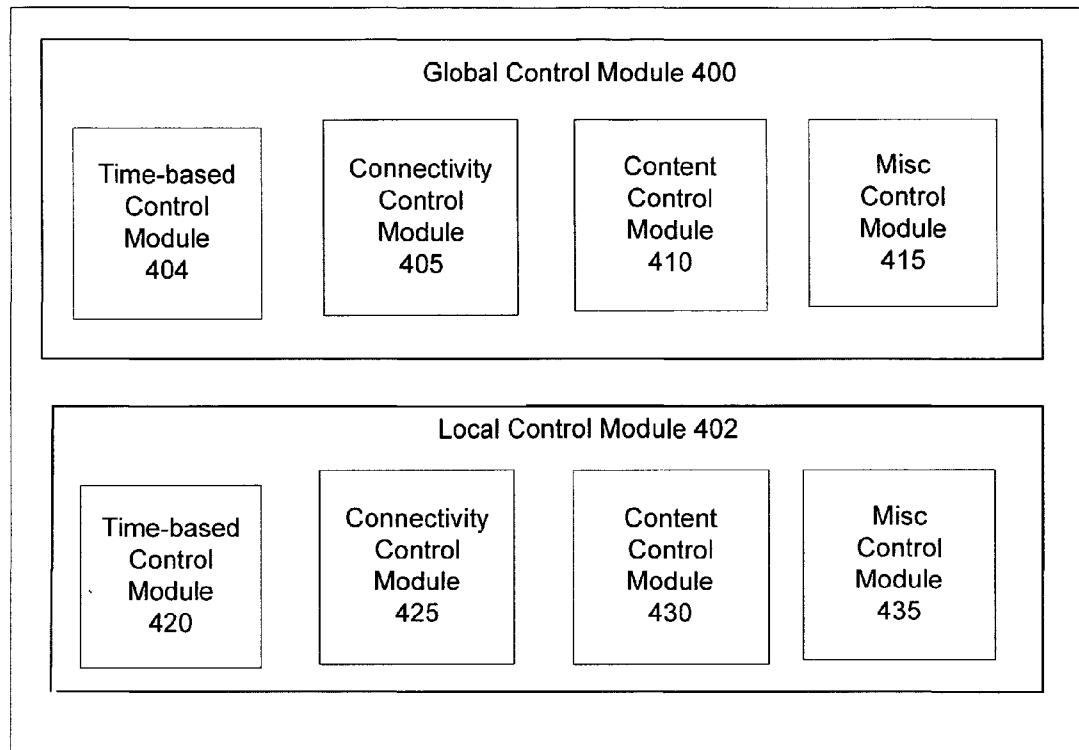 Global Control Module 400
Time-based
Control
Module
404
Connectivity
Control
Module
405
Content
Control
Module
410
Misc
Control
Module
415
Local Control Module 402
Time-based
Control
Module
420
Connectivity
Control
Module
425
Content
Control
Module
430
Misc
Control
Module
435